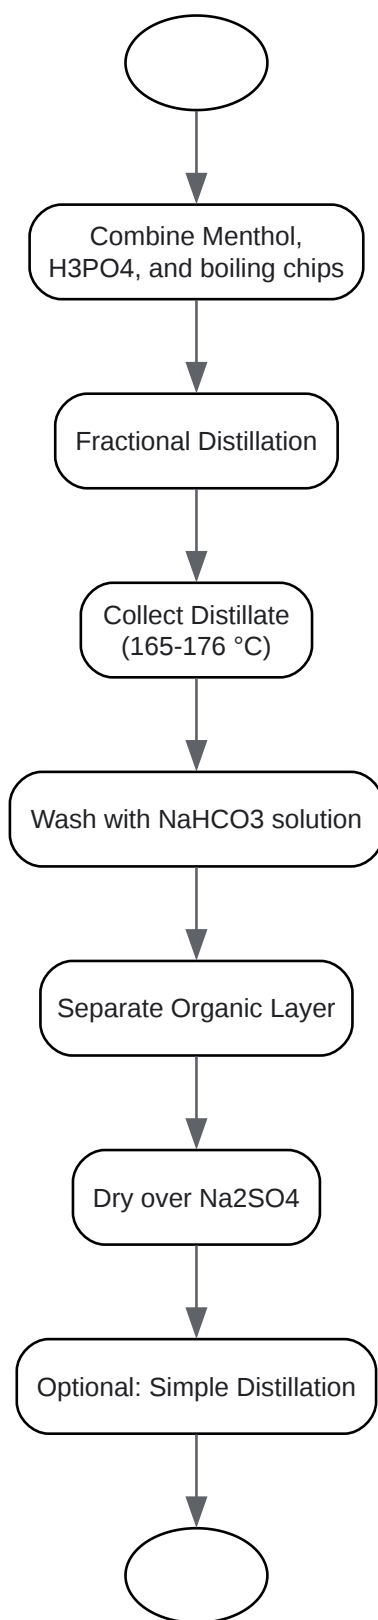 Combine Menthol,
H3PO4, and boiling chips
Fractional Distillation
Collect Distillate
(165-176 °C)
Wash with NaHCO3 solution
Separate Organic Layer
Dry over Na2SO4
Optional: Simple Distillation